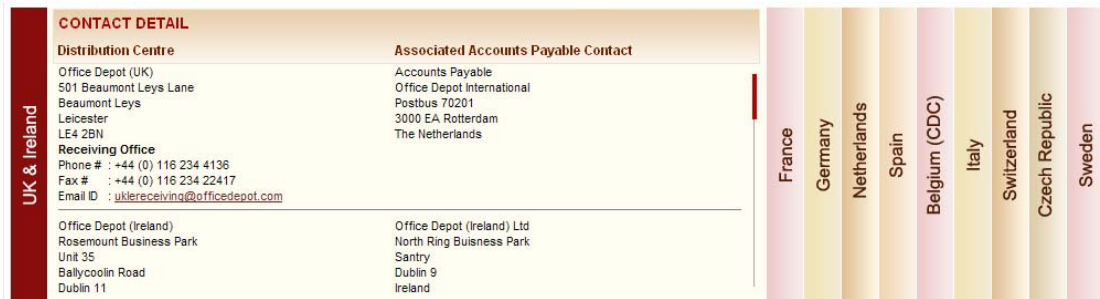 UK & Ireland
CONTACT DETAIL
Distribution Centre
Office Depot (UK)
501 Beaumont Leys Lane
Beaumont Leys
Leicester
LE4 2BN
Receiving Office
Phone # : +44 (0) 116 234 4136
Fax # : +44 (0) 116 234 22417
Email ID : uklereceiving@officedepot.com
Associated Accounts Payable Contact
Accounts Payable
Office Depot International
Postbus 70201
3000 EA Rotterdam
The Netherlands
Office Depot (Ireland)
Rosemount Business Park
Unit 35
Ballycoolin Road
Dublin 11
Office Depot (Ireland) Ltd
North Ring Buisness Park
Santry
Dublin 9
Ireland
France
Germany
Netherlands
Spain
Belgium (CDC)
Italy
Switzerland
Czech Republic
Sweden